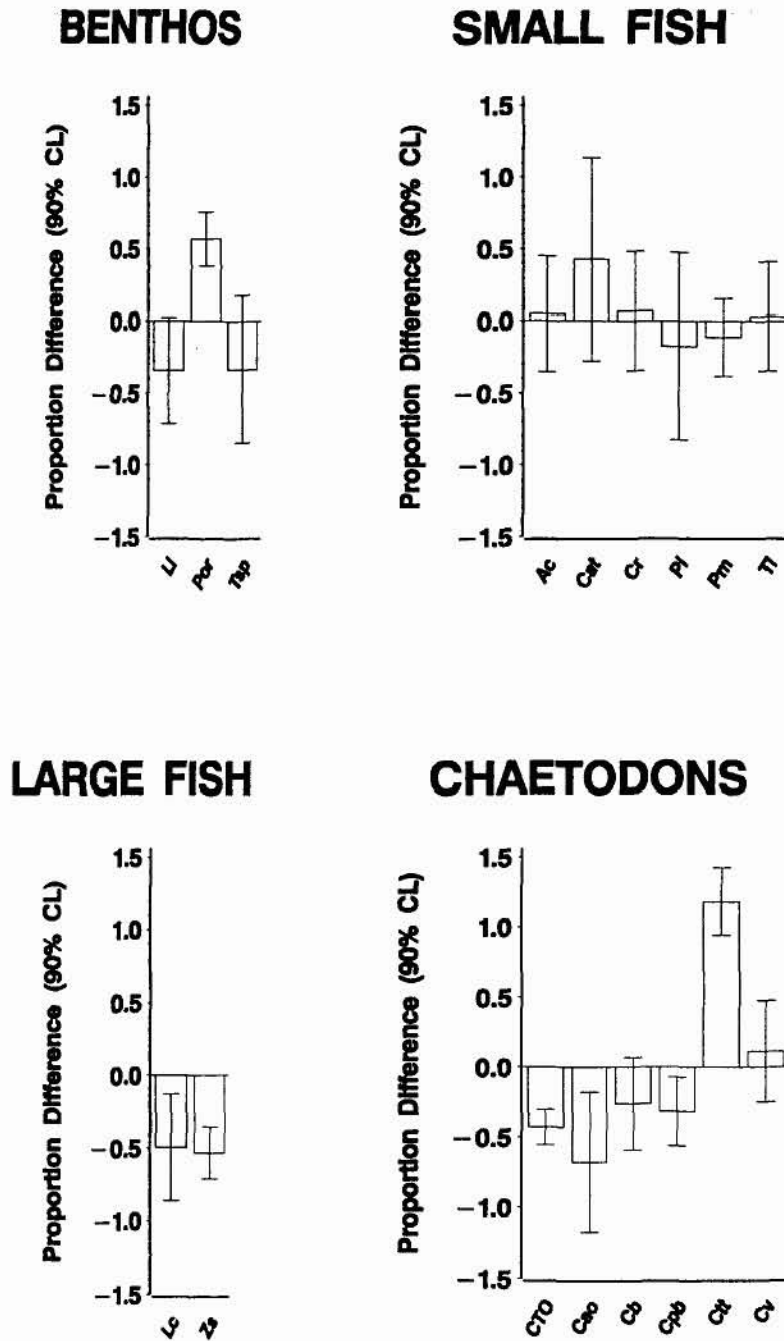 BENTHOS
Proportion Difference (90% CL)
1.5
1.0
0.5
0.0
−0.5
−1.0
−1.5
Ll
Por
Tsp
SMALL FISH
Proportion Difference (90% CL)
1.5
1.0
0.5
0.0
−0.5
−1.0
−1.5
Ac
Cat
Cr
Pl
Pm
Tl
LARGE FISH
Proportion Difference (90% CL)
1.5
1.0
0.5
0.0
−0.5
−1.0
−1.5
Lc
Zs
CHAETODONS
Proportion Difference (90% CL)
1.5
1.0
0.5
0.0
−0.5
−1.0
−1.5
CTO
Cao
Cb
Cpb
Ctt
Cv